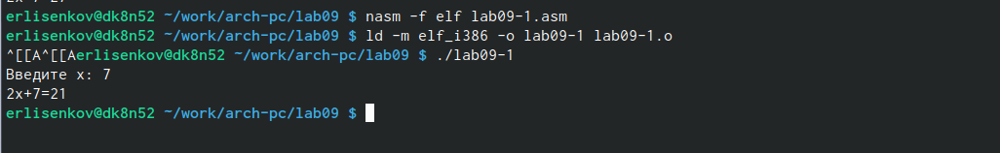 erlisenkov@dk8n52 ~/work/arch-pc/lab09 $ nasm -f elf lab09-1.asm
erlisenkov@dk8n52 ~/work/arch-pc/lab09 $ ld -m elf_i386 -o lab09-1 lab09-1.o
^[[A^[[Aerlisenkov@dk8n52 ~/work/arch-pc/lab09 $ ./lab09-1
Введите x: 7
2x+7=21
erlisenkov@dk8n52 ~/work/arch-pc/lab09 $